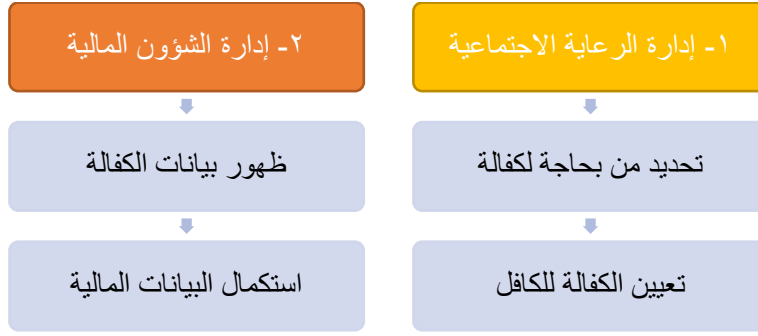 ١- إدارة الرعاية الاجتماعية
تحديد من بحاجة لكفالة
تعيين الكفالة للكافل
٢- إدارة الشؤون المالية
ظهور بيانات الكفالة
استكمال البيانات المالية